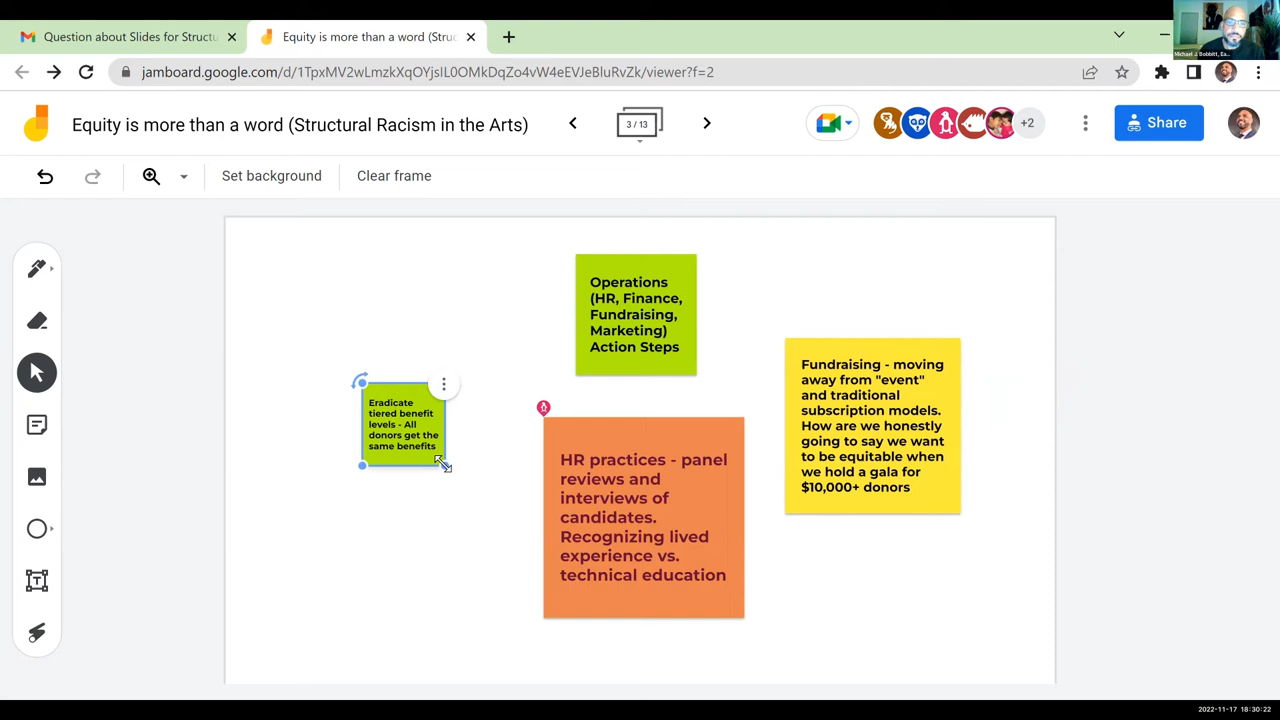 Question about Slides for Structu
Equity is more than a word (Struc
jamboard.google.com/d/1TpxMV2wLmzkXqOYjsILOOMkDqZ64vW4eEVJeBluRvZk/viewer?f=2
Equity is more than a word (Structural Racism in the Arts)
3 / 13
+2
Share
Set background
Clear frame
Operations
(HR, Finance,
Fundraising,
Marketing)
Action Steps
Fundraising - moving
away from "event"
and traditional
subscription models.
How are we honestly
going to say we want
to be equitable when
we hold a gala for
$10,000+ donors
Eradicate
tiered benefit
levels - All
donors get the
same benefits
HR practices - panel
reviews and
interviews of
candidates.
Recognizing lived
experience vs.
technical education
Michael J. Bobbitt, Ea...
2022-11-17 18:30:22